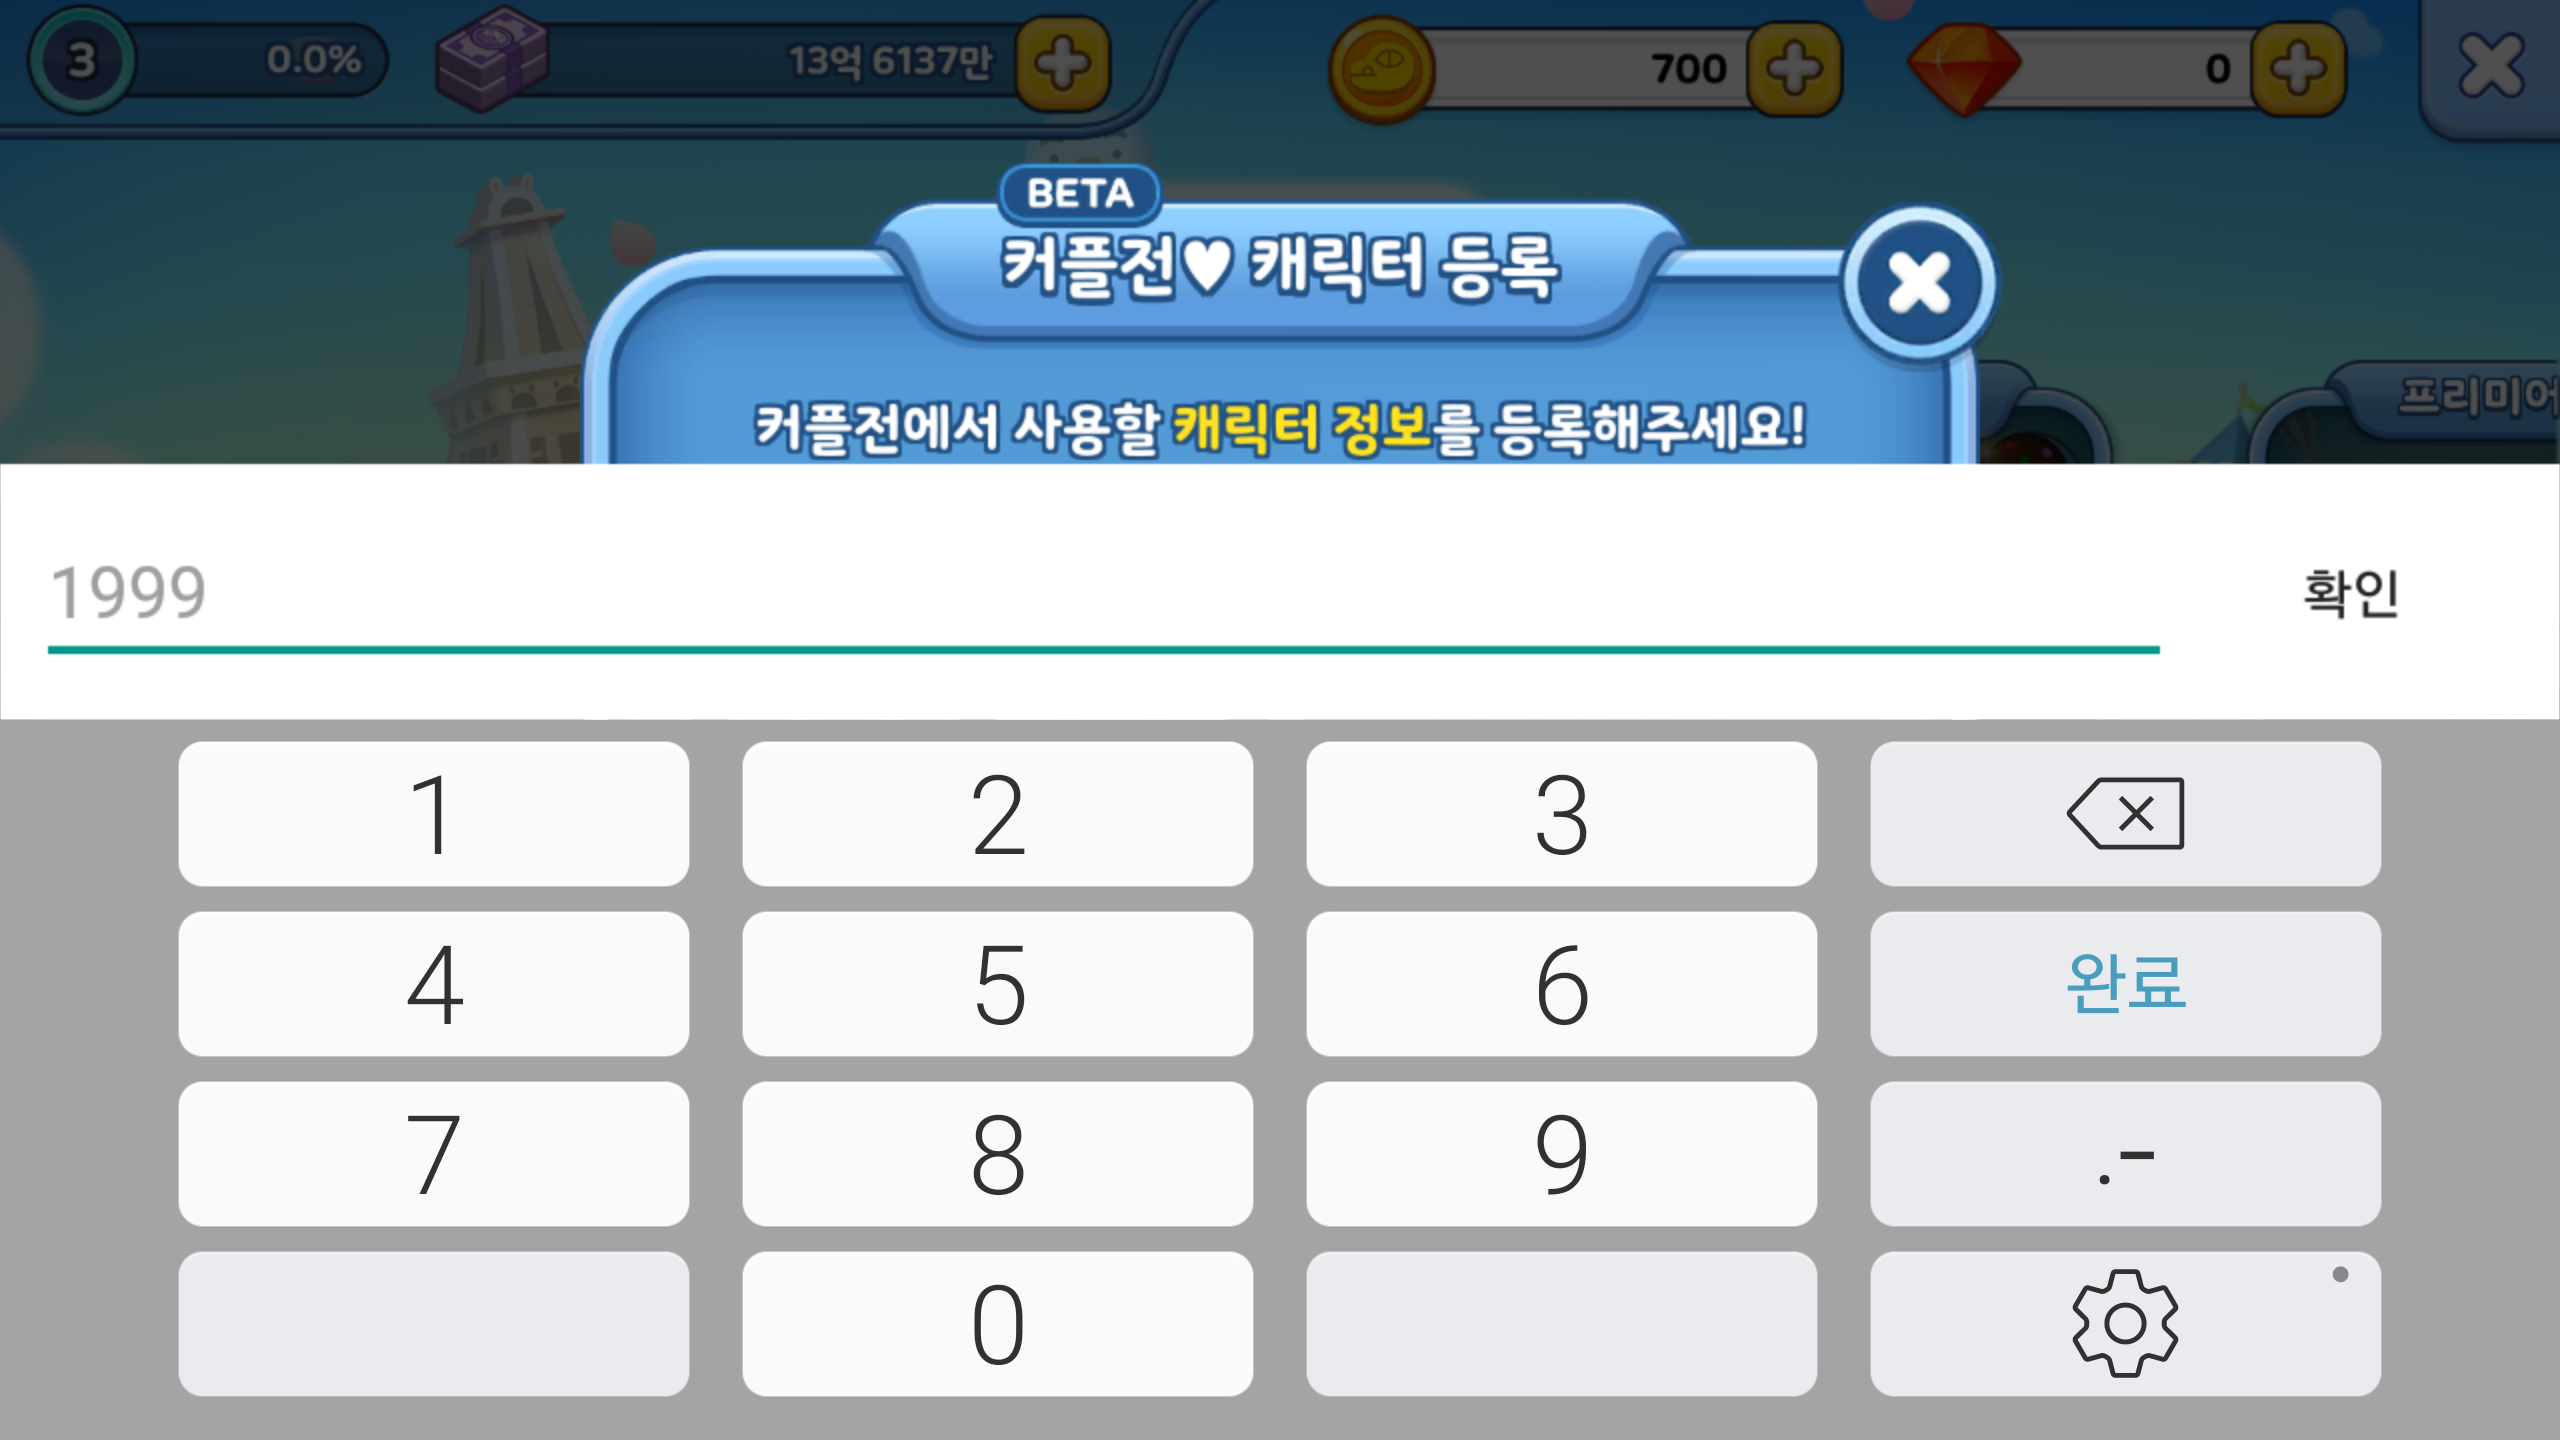 3 0.0% 13억 6137만 700 0
BETA
커플전♥ 캐릭터 등록
커플전에서 사용할 캐릭터 정보를 등록해주세요!
프리미어
1999 확인
1 2 3
4 5 6 완료
7 8 9 .-
0